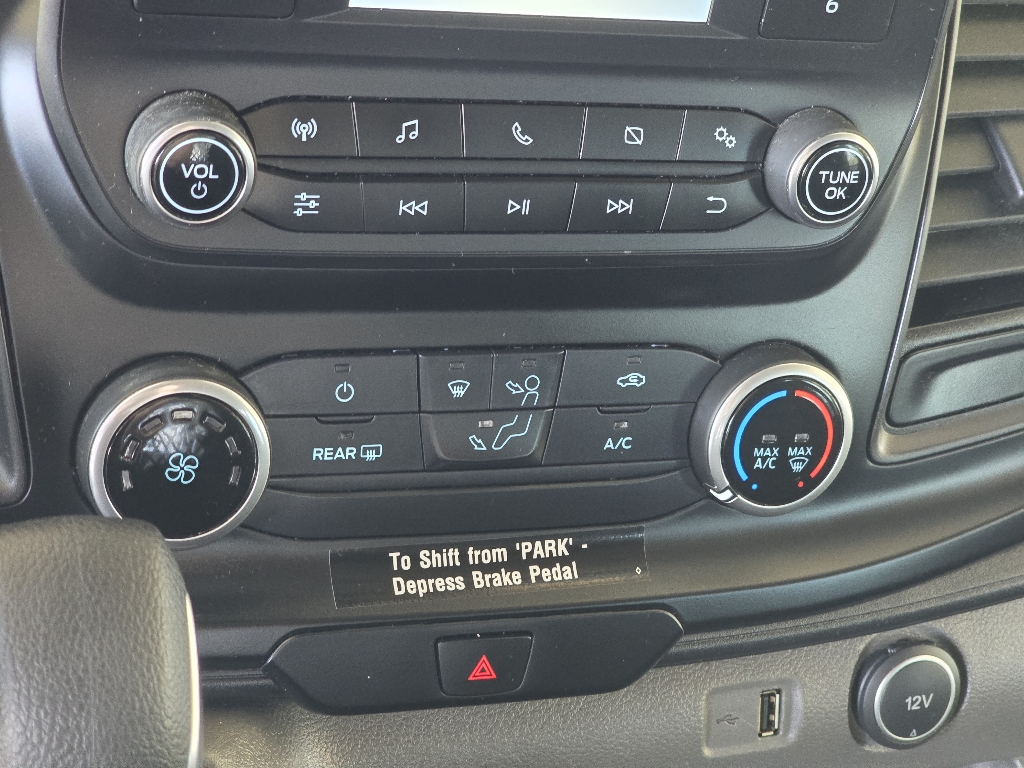 6
VOL
TUNE
OK
REAR
A/C
MAX
A/C
MAX
To Shift from 'PARK' -
Depress Brake Pedal
12V